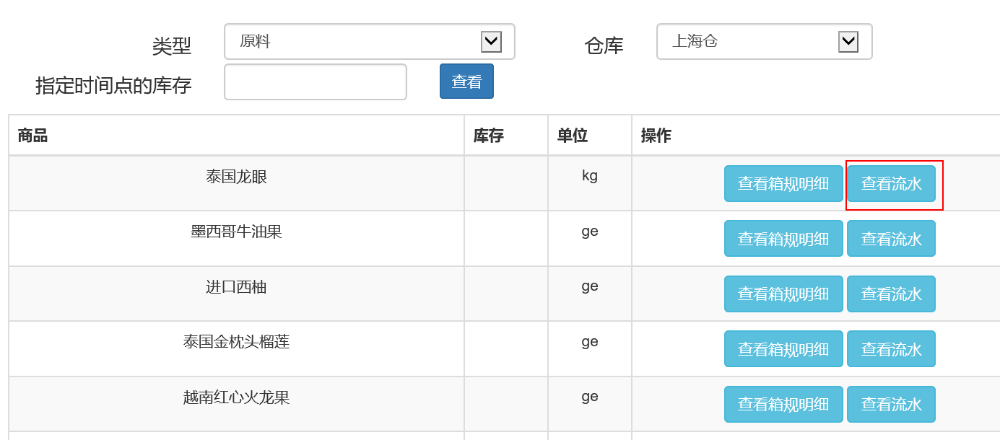 类型 原料 仓库 上海仓
指定时间点的库存 查看
商品 库存 单位 操作
泰国龙眼 kg 查看箱规明细 查看流水
墨西哥牛油果 ge 查看箱规明细 查看流水
进口西柚 ge 查看箱规明细 查看流水
泰国金枕头榴莲 ge 查看箱规明细 查看流水
越南红心火龙果 ge 查看箱规明细 查看流水